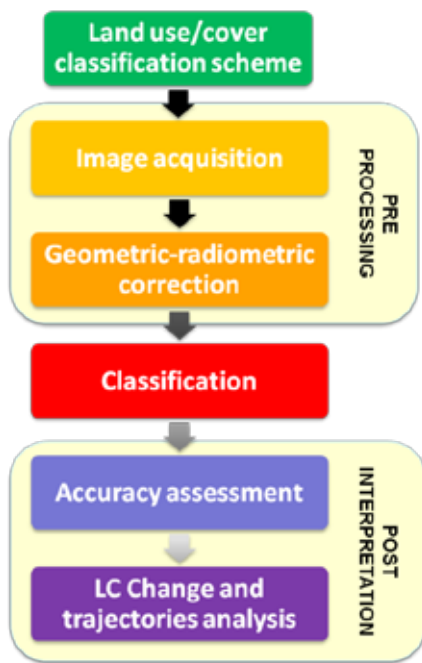 Land use/cover
classification scheme
Image acquisition
PRE
PROCESSING
Geometric-radiometric
correction
Classification
Accuracy assessment
POST
INTERPRETATION
LC Change and
trajectories analysis